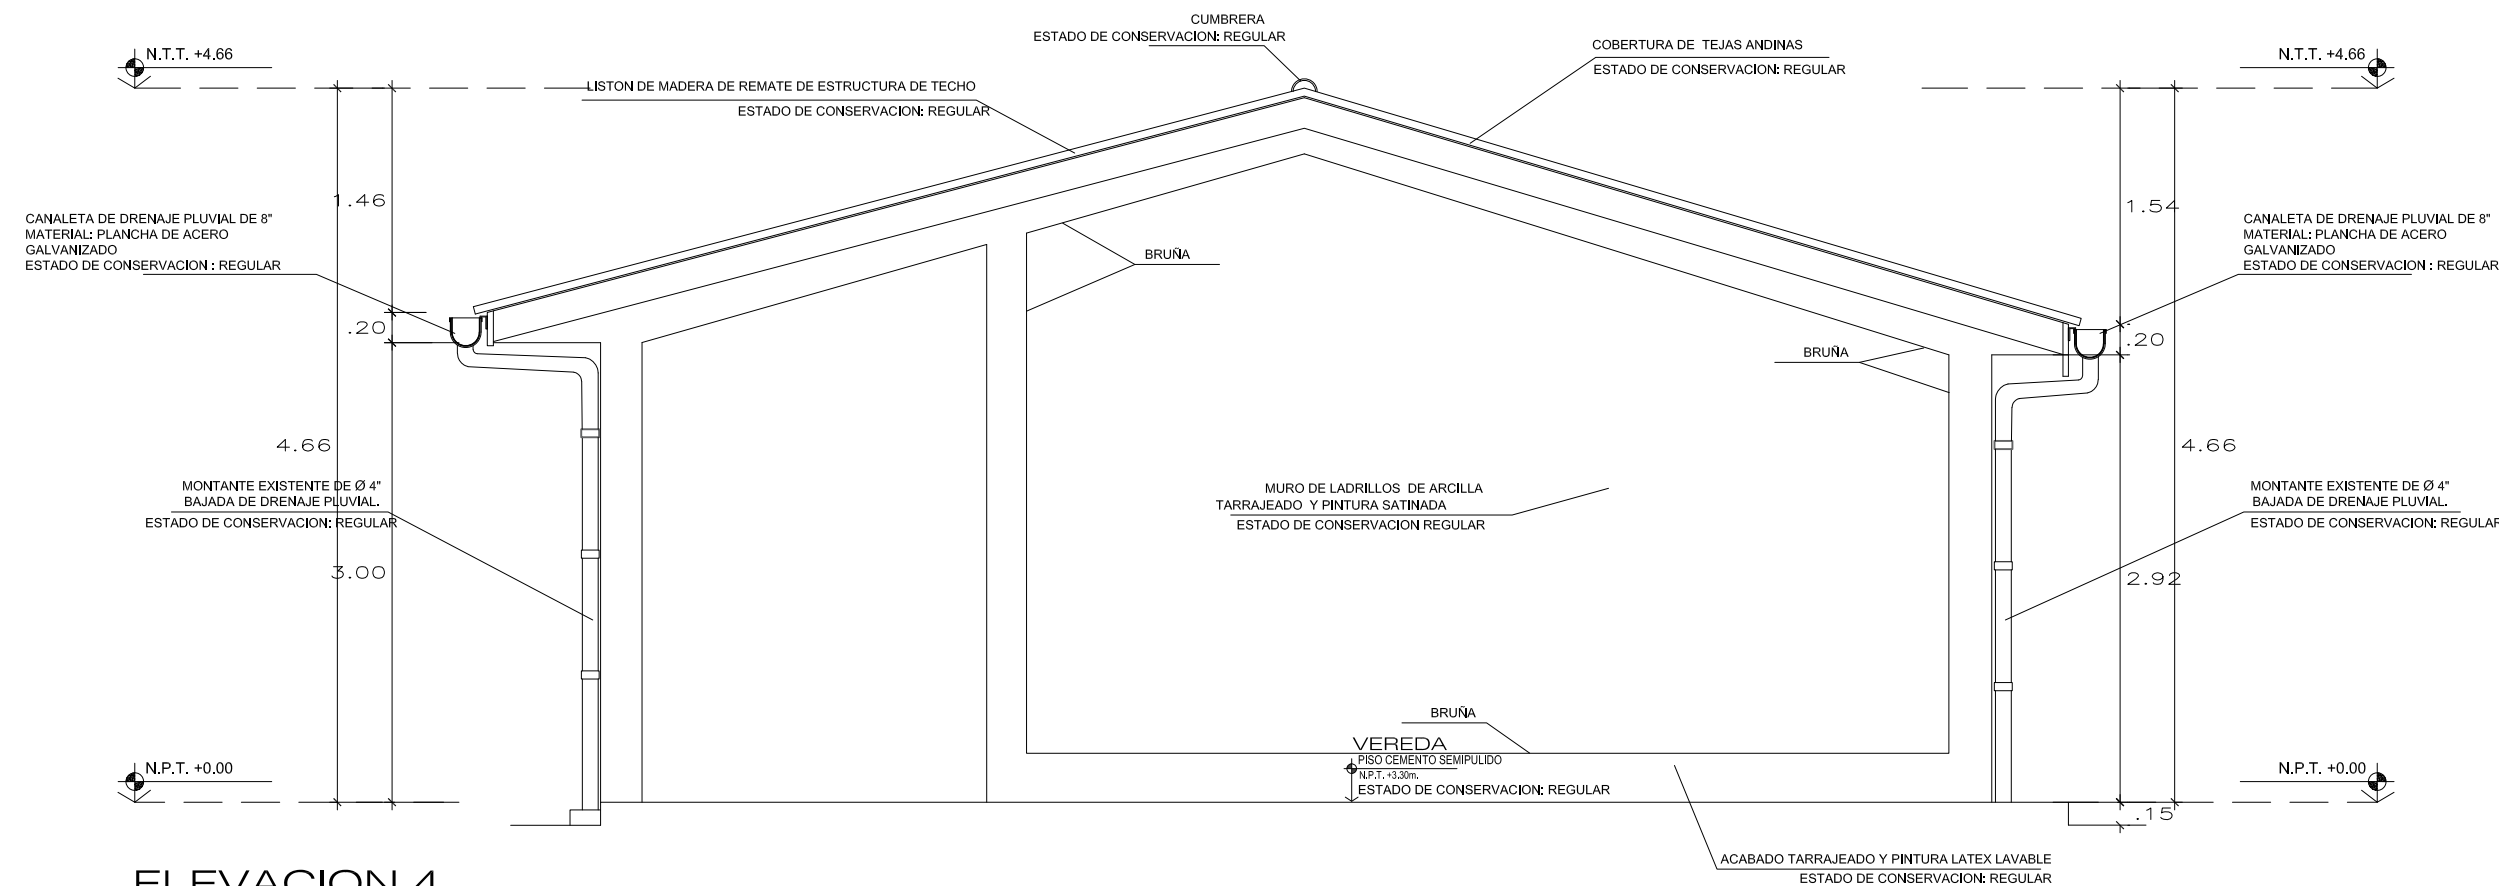 CUMBRERA
ESTADO DE CONSERVACION: REGULAR
N.T.T. +4.66
COBERTURA DE TEJAS ANDINAS
ESTADO DE CONSERVACION: REGULAR
N.T.T. +4.66
LISTON DE MADERA DE REMATE DE ESTRUCTURA DE TECHO
ESTADO DE CONSERVACION: REGULAR
1.46
1.54
CANALETA DE DRENAJE PLUVIAL DE 8"
MATERIAL: PLANCHA DE ACERO
GALVANIZADO
ESTADO DE CONSERVACION : REGULAR
CANALETA DE DRENAJE PLUVIAL DE 8"
MATERIAL: PLANCHA DE ACERO
GALVANIZADO
ESTADO DE CONSERVACION : REGULAR
BRUÑA
.20
.20
BRUÑA
4.66
4.66
MONTANTE EXISTENTE DE Ø 4"
BAJADA DE DRENAJE PLUVIAL.
ESTADO DE CONSERVACION: REGULAR
MURO DE LADRILLOS DE ARCILLA
TARRAJEADO Y PINTURA SATINADA
ESTADO DE CONSERVACION REGULAR
MONTANTE EXISTENTE DE Ø 4"
BAJADA DE DRENAJE PLUVIAL.
ESTADO DE CONSERVACION: REGULAR
3.00
2.92
BRUÑA
VEREDA
PISO CEMENTO SEMIPULIDO
N.P.T. +3.30m.
ESTADO DE CONSERVACION: REGULAR
N.P.T. +0.00
N.P.T. +0.00
.15
ACABADO TARRAJEADO Y PINTURA LATEX LAVABLE
ESTADO DE CONSERVACION: REGULAR
ELEVACION 4